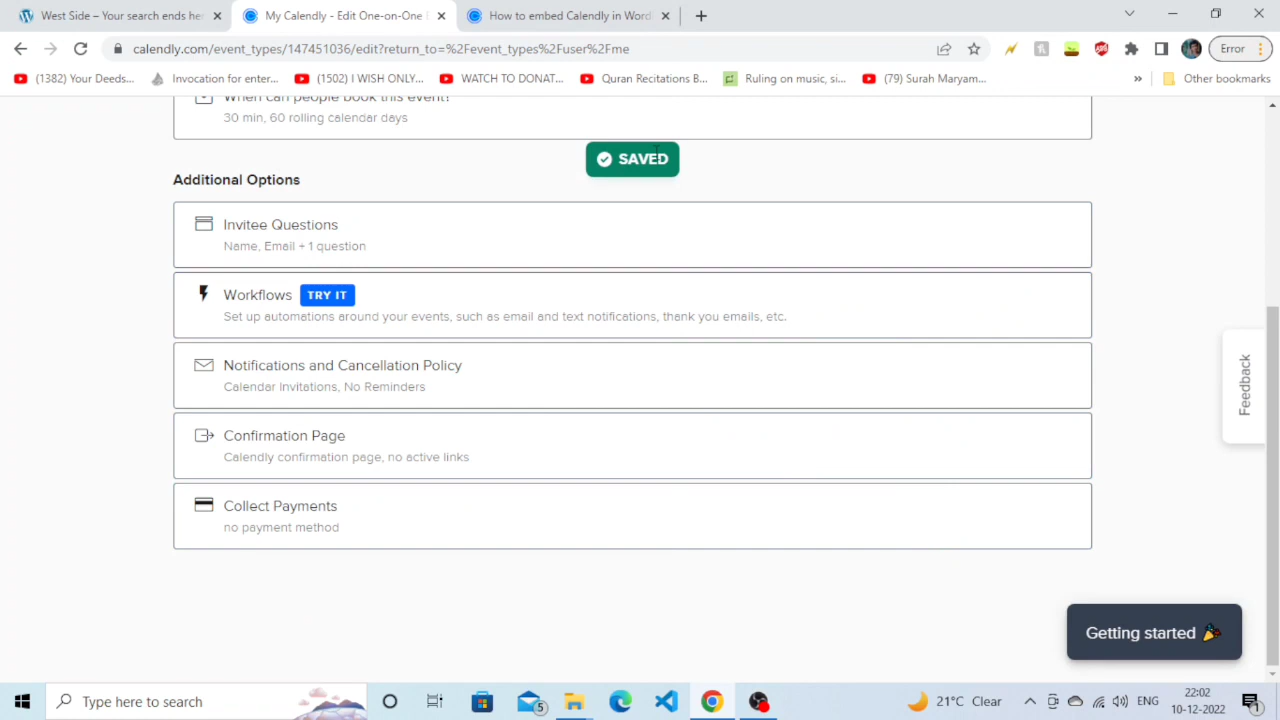 West Side – Your search ends her
My Calendly - Edit One-on-One
How to embed Calendly in Word
calendly.com/event_types/147451036/edit?return_to=%2Fevent_types%2Fuser%2Fme
Error
(1382) Your Deeds...
Invocation for enter...
(1502) I WISH ONLY...
WATCH TO DONAT...
Quran Recitations B...
Ruling on music, si...
(79) Surah Maryam...
»
Other bookmarks
When can people book this event?
30 min, 60 rolling calendar days
SAVED
Additional Options
Invitee Questions
Name, Email + 1 question
Workflows TRY IT
Set up automations around your events, such as email and text notifications, thank you emails, etc.
Notifications and Cancellation Policy
Calendar Invitations, No Reminders
Confirmation Page
Calendly confirmation page, no active links
Collect Payments
no payment method
Feedback
Getting started
Type here to search
5
21°C Clear
ENG
22:02
10-12-2022
1